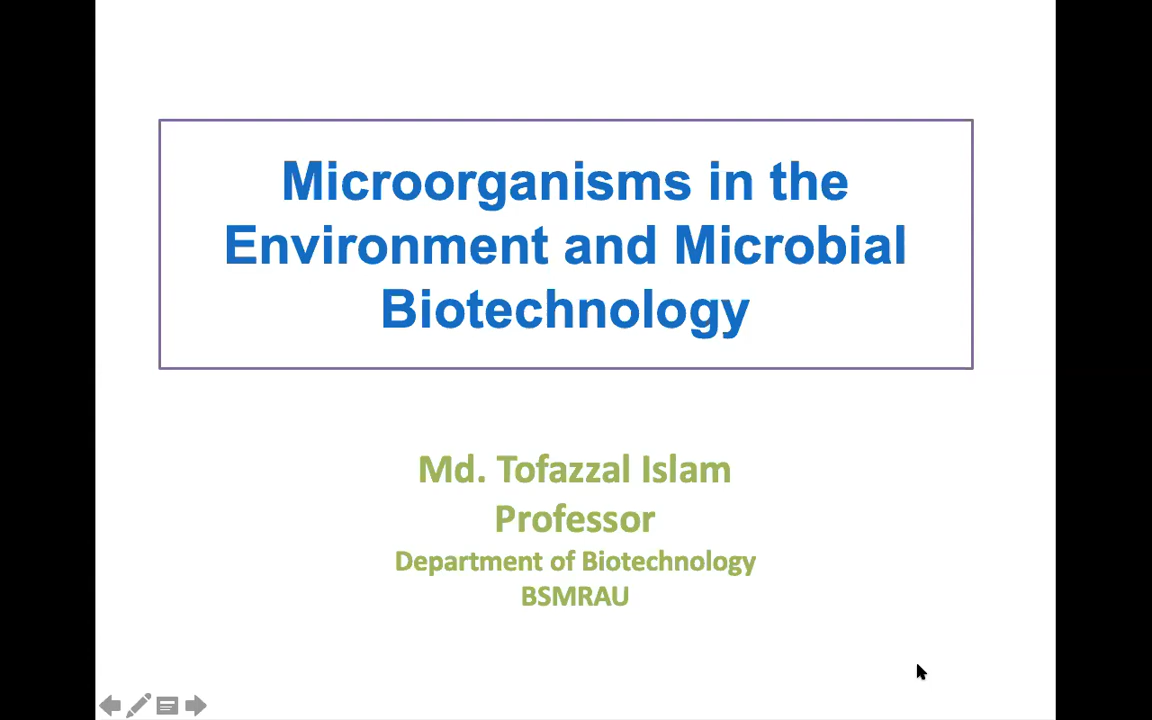 Microorganisms in the
Environment and Microbial
Biotechnology
Md. Tofazzal Islam
Professor
Department of Biotechnology
BSMRAU